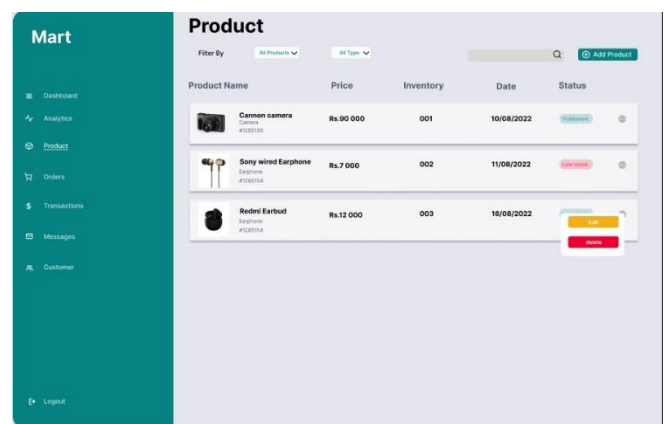 Mart
Dashboard
Analytics
Product
Orders
Transactions
Messages
Customer
Logout
Product
Filter By All Products All Type Add Product
Product Name Price Inventory Date Status
Cannon camera Rs.90 000 001 10/08/2022 Published
Camera
Sony wired Earphone Rs.7 000 002 11/08/2022 Low stock
Earphone
#1285154
Redmi Earbud Rs.12 000 003 16/08/2022
Earphone
#1285154
Edit
Delete